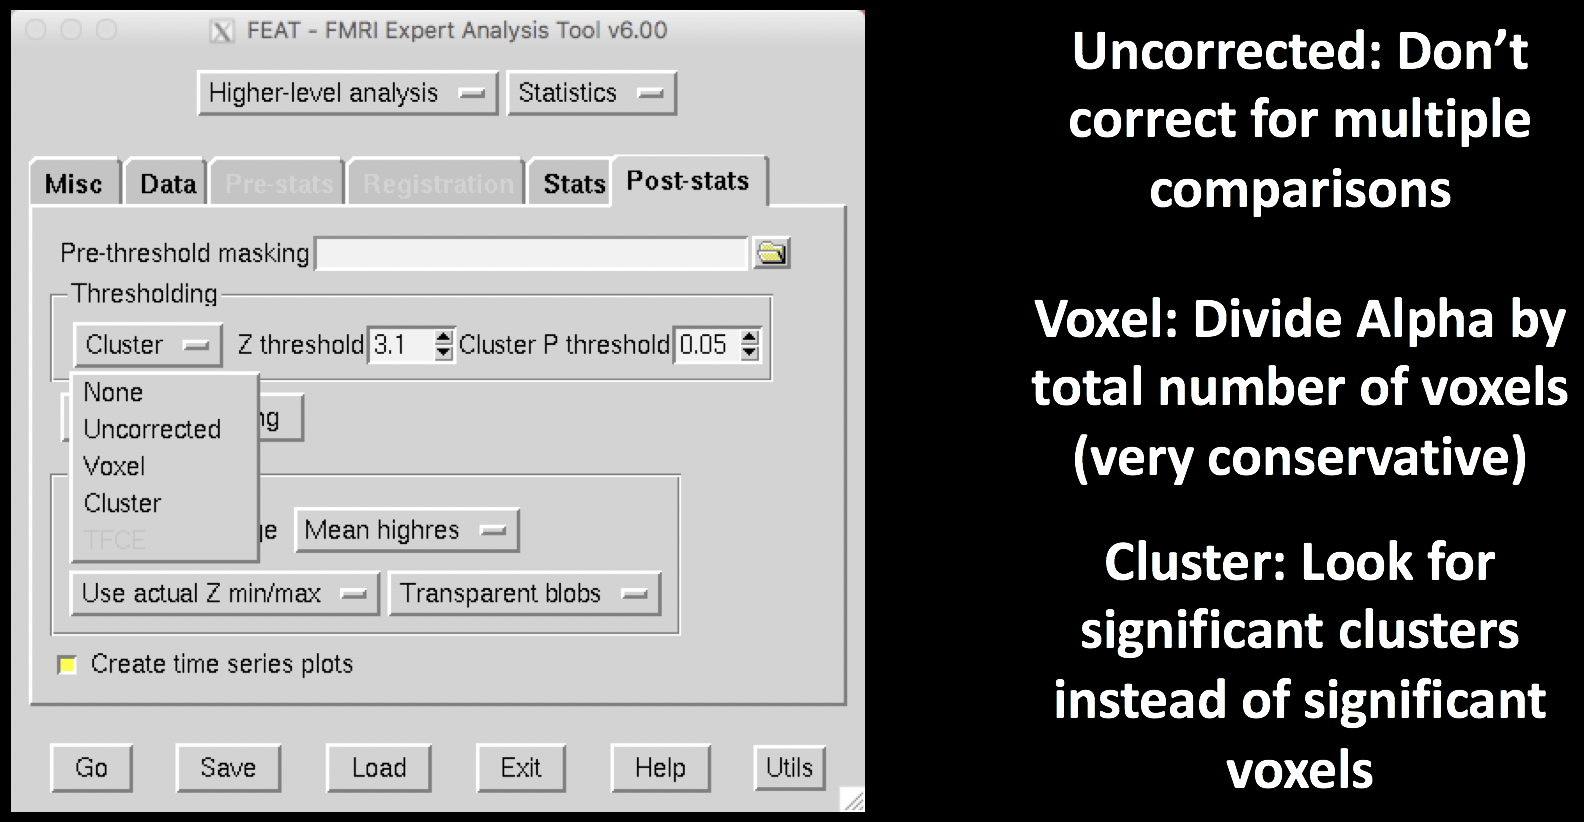 FEAT - FMRI Expert Analysis Tool v6.00
Higher-level analysis Statistics
Misc Data Pre-stats Registration Stats Post-stats
Pre-threshold masking
Thresholding
Cluster Z threshold 3.1 Cluster P threshold 0.05
None
Uncorrected
Voxel
Cluster
TFCE
Mean highres
Use actual Z min/max Transparent blobs
Create time series plots
Go Save Load Exit Help Utils
Uncorrected: Don’t
correct for multiple
comparisons
Voxel: Divide Alpha by
total number of voxels
(very conservative)
Cluster: Look for
significant clusters
instead of significant
voxels